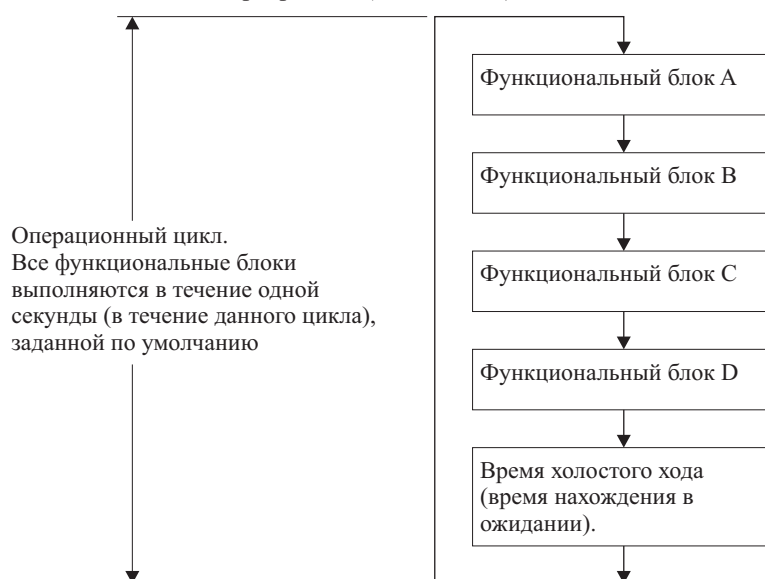 Функциональный блок A
Функциональный блок B
Операционный цикл.
Все функциональные блоки
выполняются в течение одной
секунды (в течение данного цикла),
заданной по умолчанию
Функциональный блок C
Функциональный блок D
Время холостого хода
(время нахождения в
ожидании).